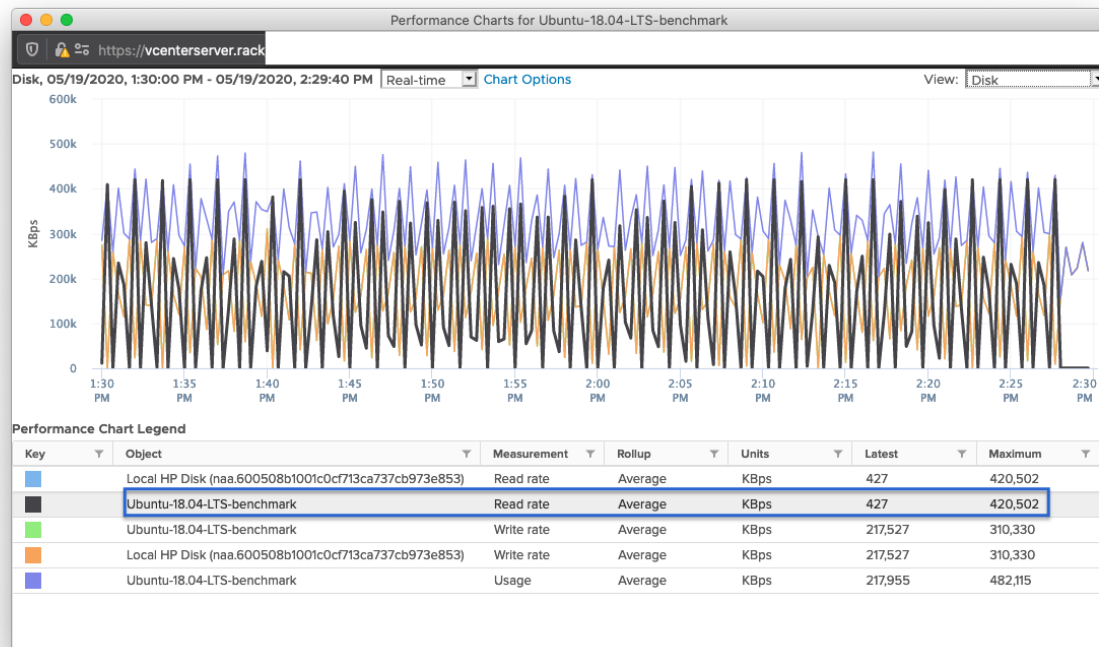 Performance Charts for Ubuntu-18.04-LTS-benchmark
https://vcenterserver.rack
Disk, 05/19/2020, 1:30:00 PM - 05/19/2020, 2:29:40 PM Real-time Chart Options View: Disk
600k
500k
400k
300k
200k
100k
0
KBps
1:30 PM 1:35 PM 1:40 PM 1:45 PM 1:50 PM 1:55 PM 2:00 PM 2:05 PM 2:10 PM 2:15 PM 2:20 PM 2:25 PM 2:30 PM
Performance Chart Legend
Key Object Measurement Rollup Units Latest Maximum
Local HP Disk (naa.600508b1001c0cf713ca737cb973e853) Read rate Average KBps 427 420,502
Ubuntu-18.04-LTS-benchmark Read rate Average KBps 427 420,502
Ubuntu-18.04-LTS-benchmark Write rate Average KBps 217,527 310,330
Local HP Disk (naa.600508b1001c0cf713ca737cb973e853) Write rate Average KBps 217,527 310,330
Ubuntu-18.04-LTS-benchmark Usage Average KBps 217,955 482,115